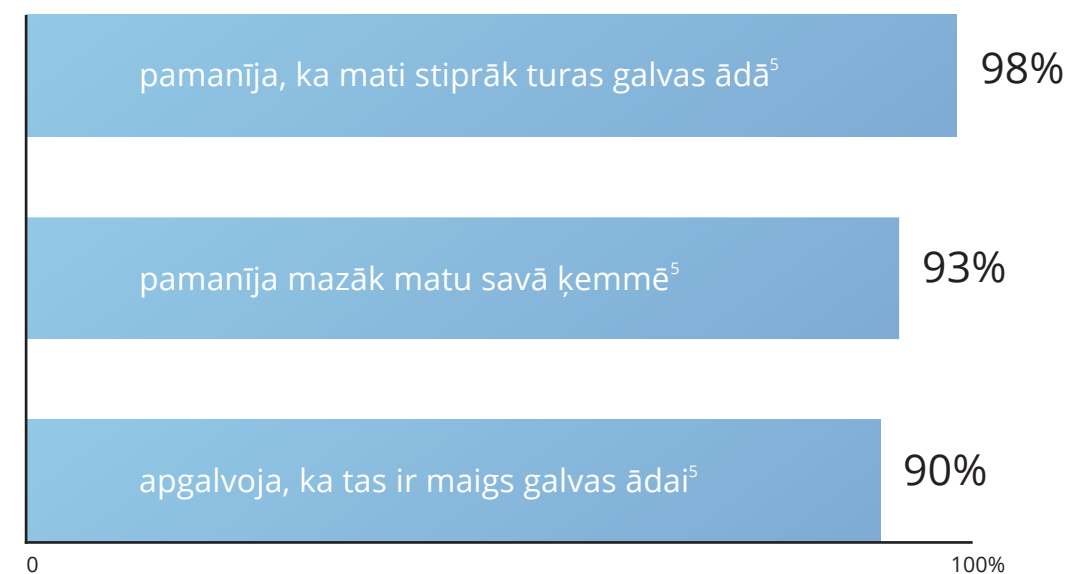 pamanīja, ka mati stiprāk turas galvas ādā⁵
98%
pamanīja mazāk matu savā ķemmē⁵
93%
apgalvoja, ka tas ir maigs galvas ādai⁵
90%
0
100%